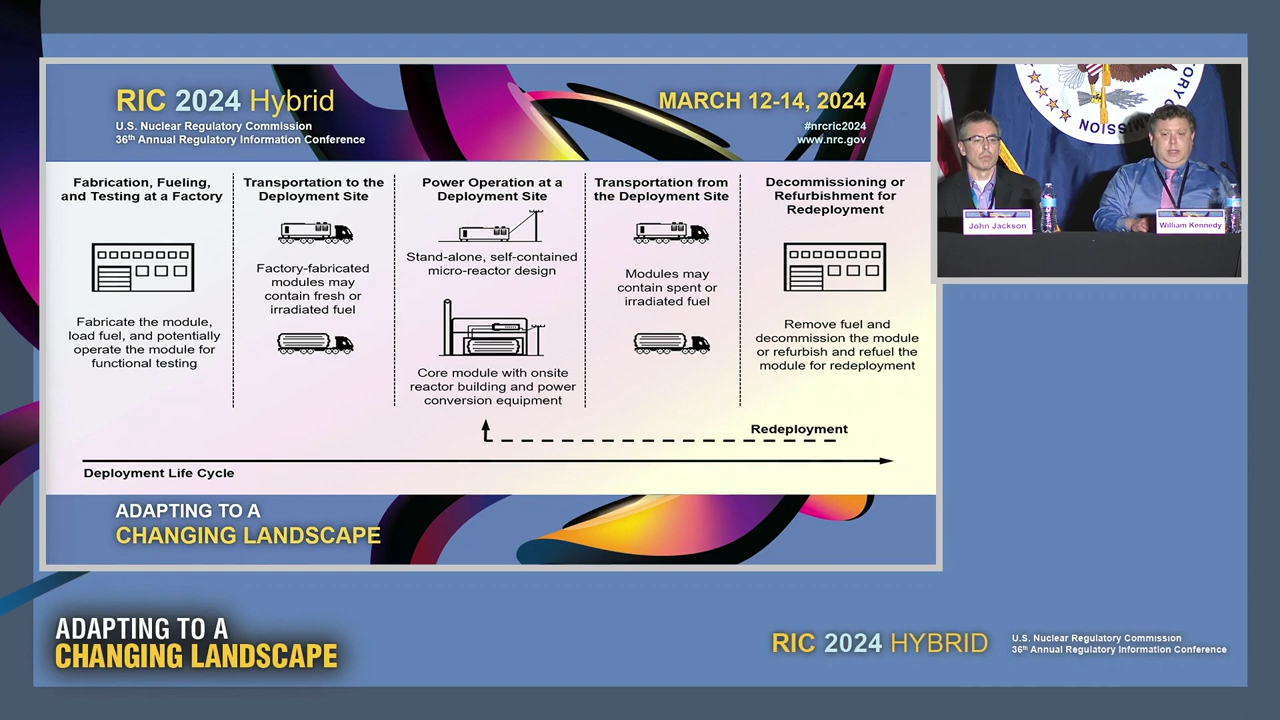 RIC 2024 Hybrid
U.S. Nuclear Regulatory Commission
36th Annual Regulatory Information Conference
MARCH 12-14, 2024
#nrcric2024
www.nrc.gov
Fabrication, Fueling,
and Testing at a Factory
Fabricate the module,
load fuel, and potentially
operate the module for
functional testing
Transportation to the
Deployment Site
Factory-fabricated
modules may
contain fresh or
irradiated fuel
Power Operation at a
Deployment Site
Stand-alone, self-contained
micro-reactor design
Core module with onsite
reactor building and power
conversion equipment
Transportation from
the Deployment Site
Modules may
contain spent or
irradiated fuel
Decommissioning or
Refurbishment for
Redeployment
Remove fuel and
decommission the module
or refurbish and refuel the
module for redeployment
Redeployment
Deployment Life Cycle
ADAPTING TO A
CHANGING LANDSCAPE
John Jackson
William Kennedy
ADAPTING TO A
CHANGING LANDSCAPE
RIC 2024 HYBRID
U.S. Nuclear Regulatory Commission
36th Annual Regulatory Information Conference